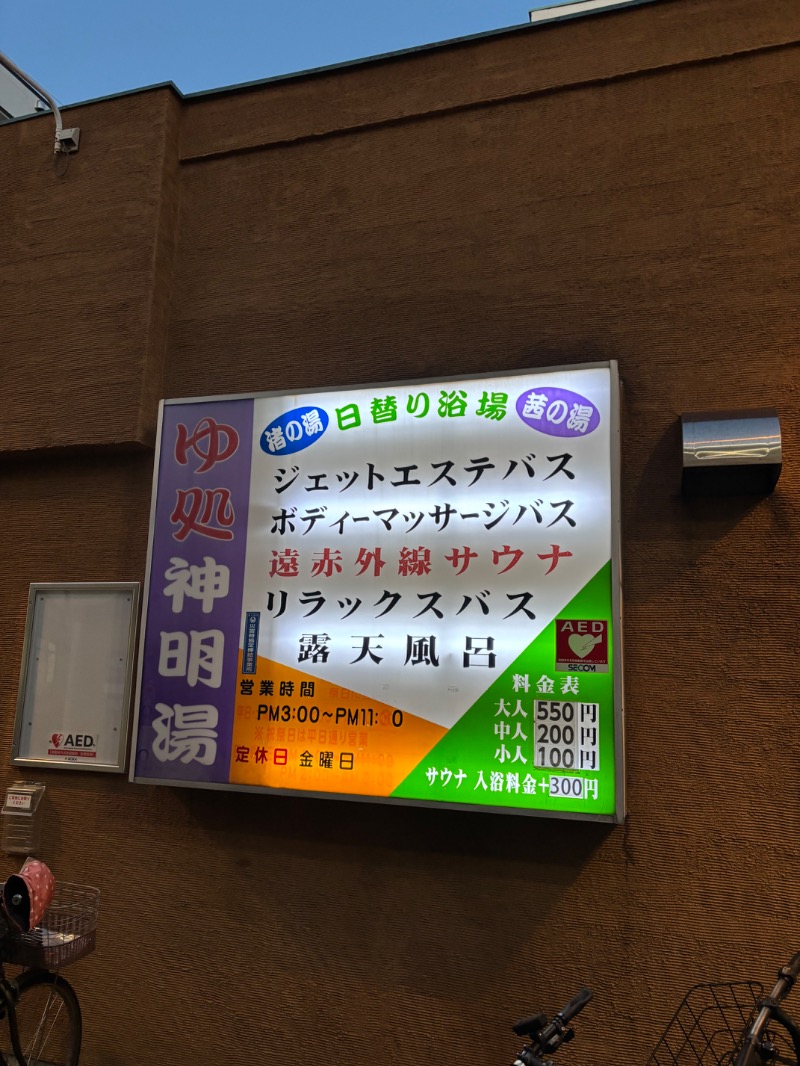 ゆ処 神明湯
渚の湯 日替り浴場 茜の湯
ジェットエステバス
ボディーマッサージバス
遠赤外線サウナ
リラックスバス
露天風呂
営業時間
PM3:00～PM11:30
定休日 金曜日
AED
SECOM
料金表
大人 550円
中人 200円
小人 100円
サウナ 入浴料金+300円
AED